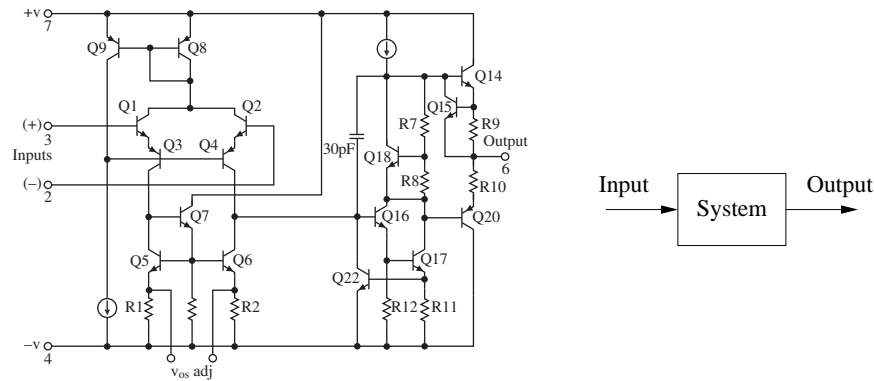 +v
7
Q9
Q8
Q14
Q1
Q2
Q15
(+)
3
R7
R9
Q3
Q4
30pF
Output
6
Inputs
Q18
(−)
2
R8
R10
Q7
Q16
Q20
Q5
Q6
Q17
Q22
R1
R2
R12
R11
−v
4
vos adj
Input
Output
System